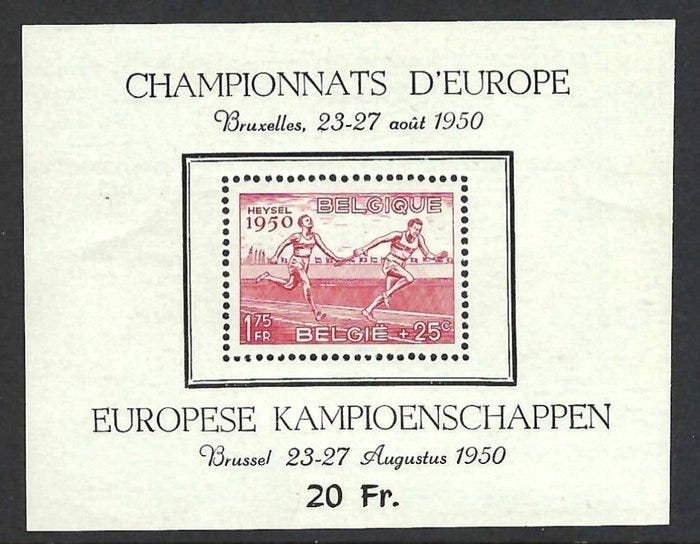 CHAMPIONNATS D'EUROPE
Bruxelles, 23-27 août 1950
HEYSEL BELGIQUE
1950
1.75 FR BELGIË + 25c
EUROPESE KAMPIOENSCHAPPEN
Brussel 23-27 Augustus 1950
20 Fr.